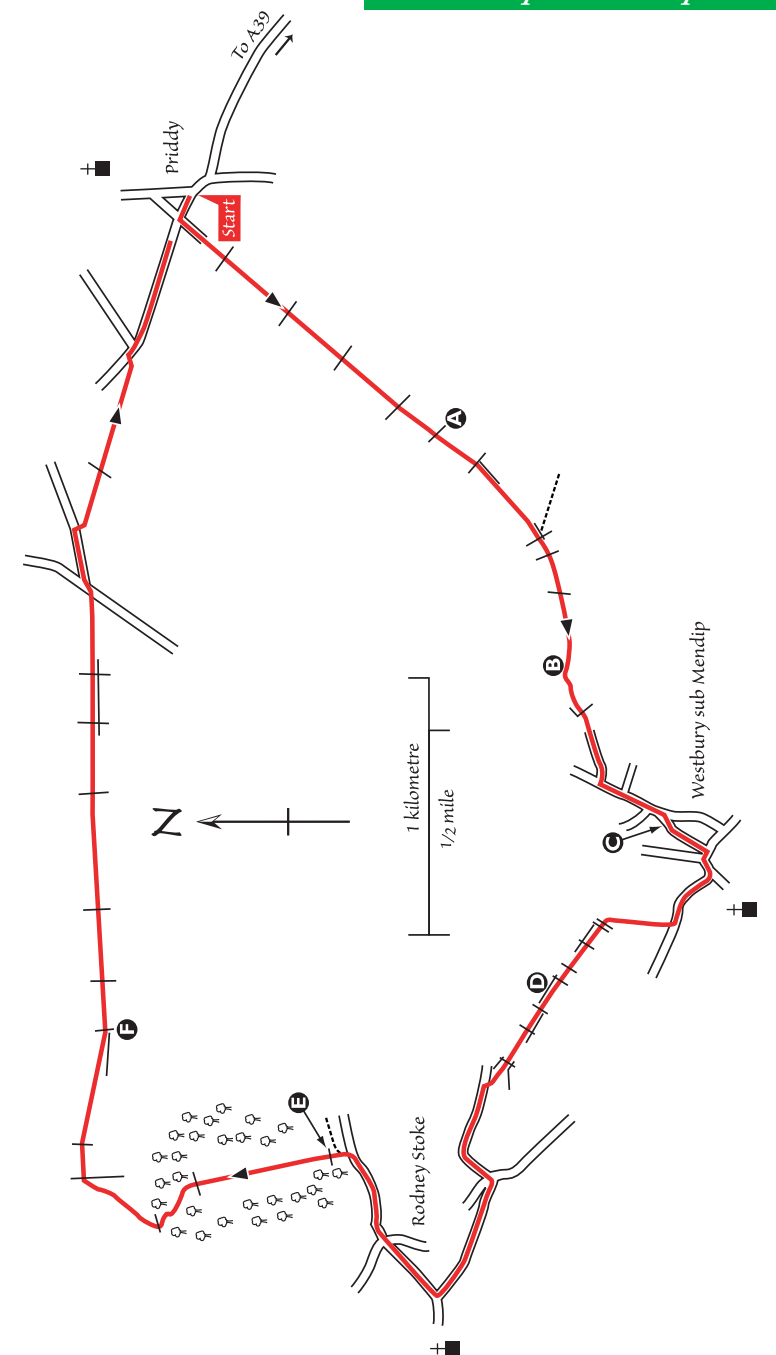 To A39
Priddy
Start
A
B
Westbury sub Mendip
C
N
1 kilometre
1/2 mile
D
Rodney Stoke
E
F